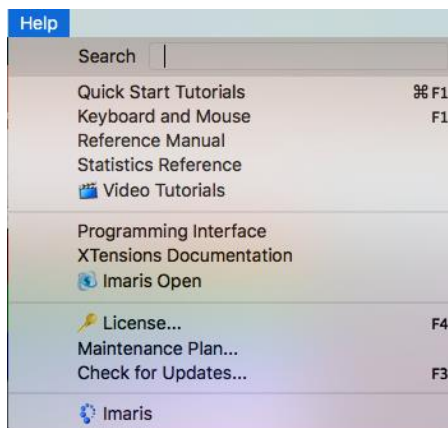 Help
Search
Quick Start Tutorials ⌘F1
Keyboard and Mouse F1
Reference Manual
Statistics Reference
Video Tutorials
Programming Interface
XTensions Documentation
Imaris Open
License... F4
Maintenance Plan...
Check for Updates... F3
Imaris